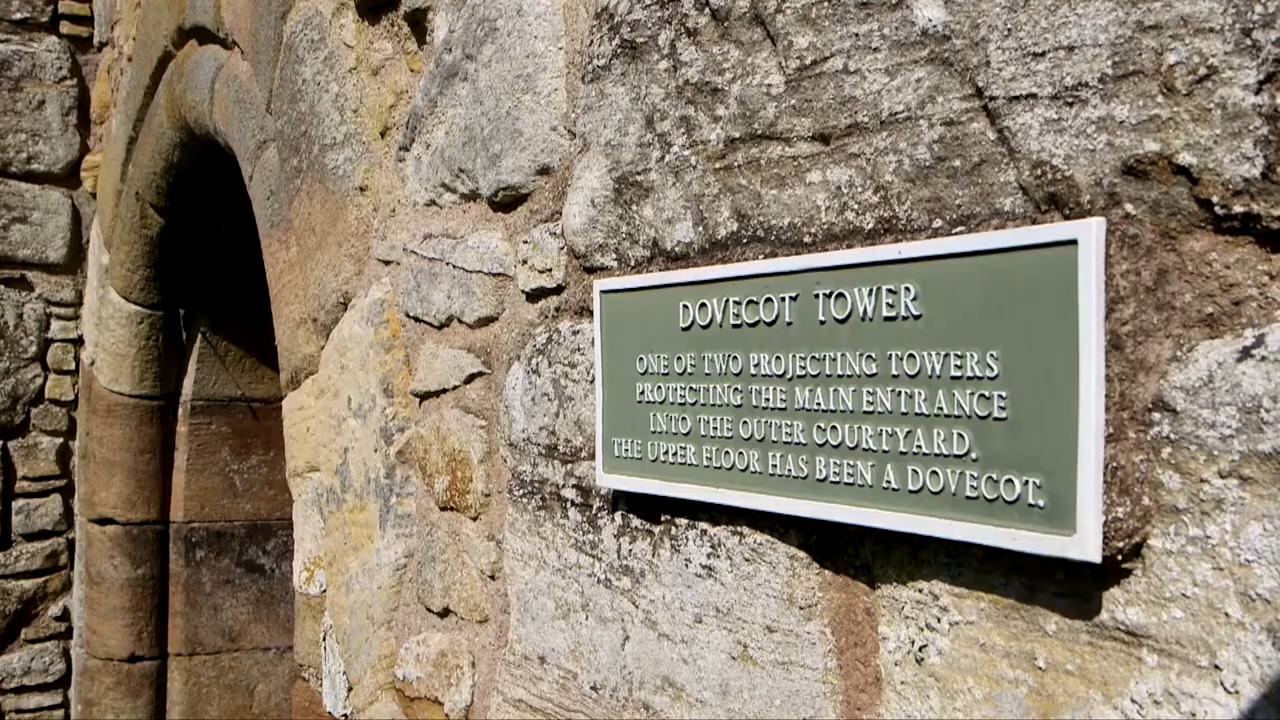 DOVECOT TOWER
ONE OF TWO PROJECTING TOWERS
PROTECTING THE MAIN ENTRANCE
INTO THE OUTER COURTYARD.
THE UPPER FLOOR HAS BEEN A DOVECOT.